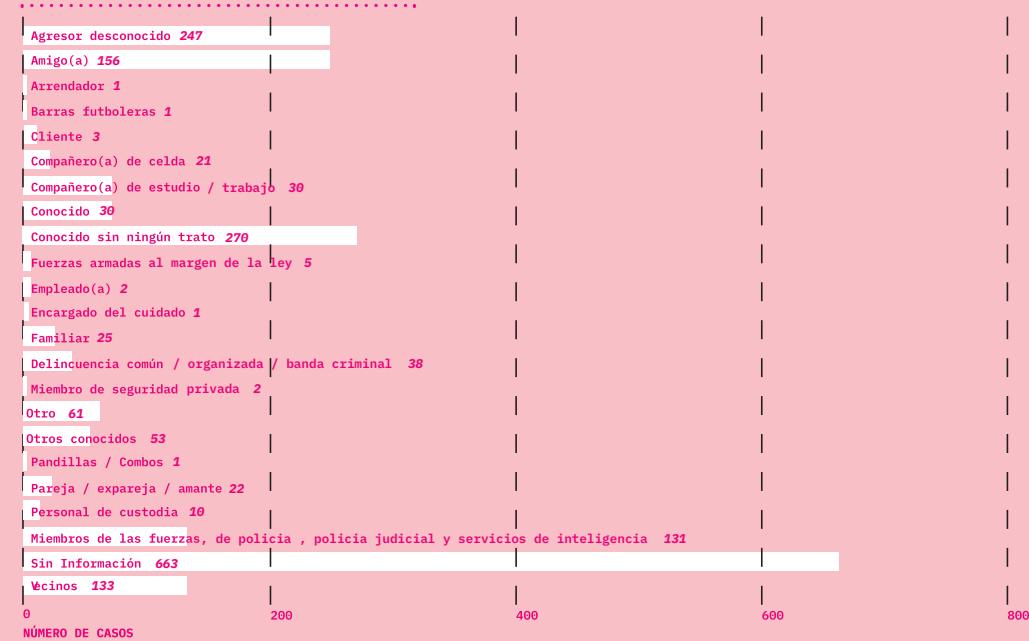 Agresor desconocido 247
Amigo(a) 156
Arrendador 1
Barras futboleras 1
Cliente 3
Compañero(a) de celda 21
Compañero(a) de estudio / trabajo 30
Conocido 30
Conocido sin ningún trato 270
Fuerzas armadas al margen de la ley 5
Empleado(a) 2
Encargado del cuidado 1
Familiar 25
Delincuencia común / organizada / banda criminal 38
Miembro de seguridad privada 2
Otro 61
Otros conocidos 53
Pandillas / Combos 1
Pareja / expareja / amante 22
Personal de custodia 10
Miembros de las fuerzas, de policia , policia judicial y servicios de inteligencia 131
Sin Información 663
Vecinos 133
0 200 400 600 800
NÚMERO DE CASOS